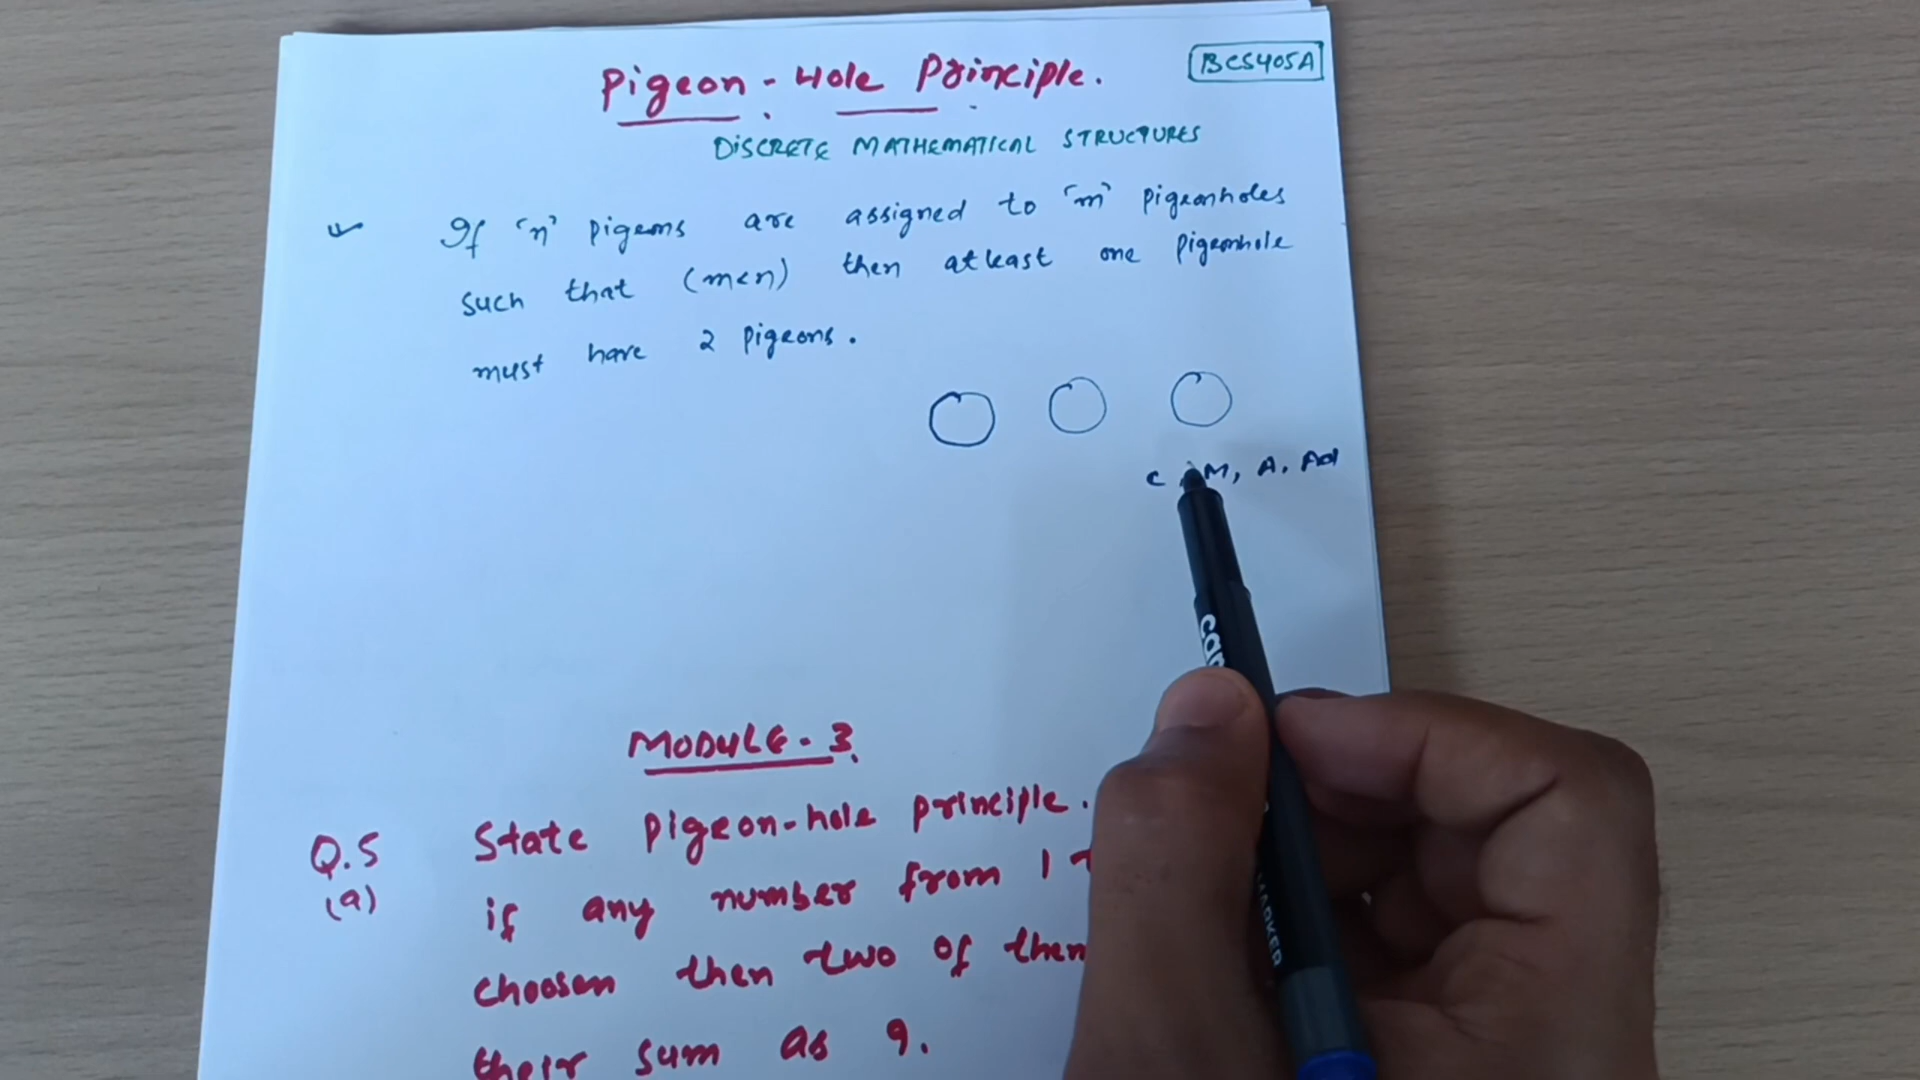 Pigeon-Hole Principle.
BCS405A
DISCRETE MATHEMATICAL STRUCTURES
If 'n' pigeons are assigned to 'm' pigeonholes
such that (m<n) then atleast one pigeonhole
must have 2 pigeons.
C, M, A. Ad
MODULE-3
Q.5 State pigeon-hole principle.
(a) if any number from 1
choosen then two of them
their sum as 9.
MARKER